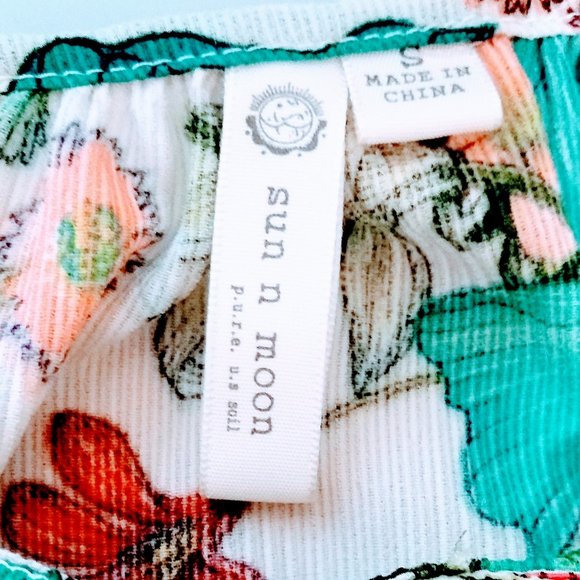 S
MADE IN
CHINA
sun n moon
p.u.r.e. u.s soil